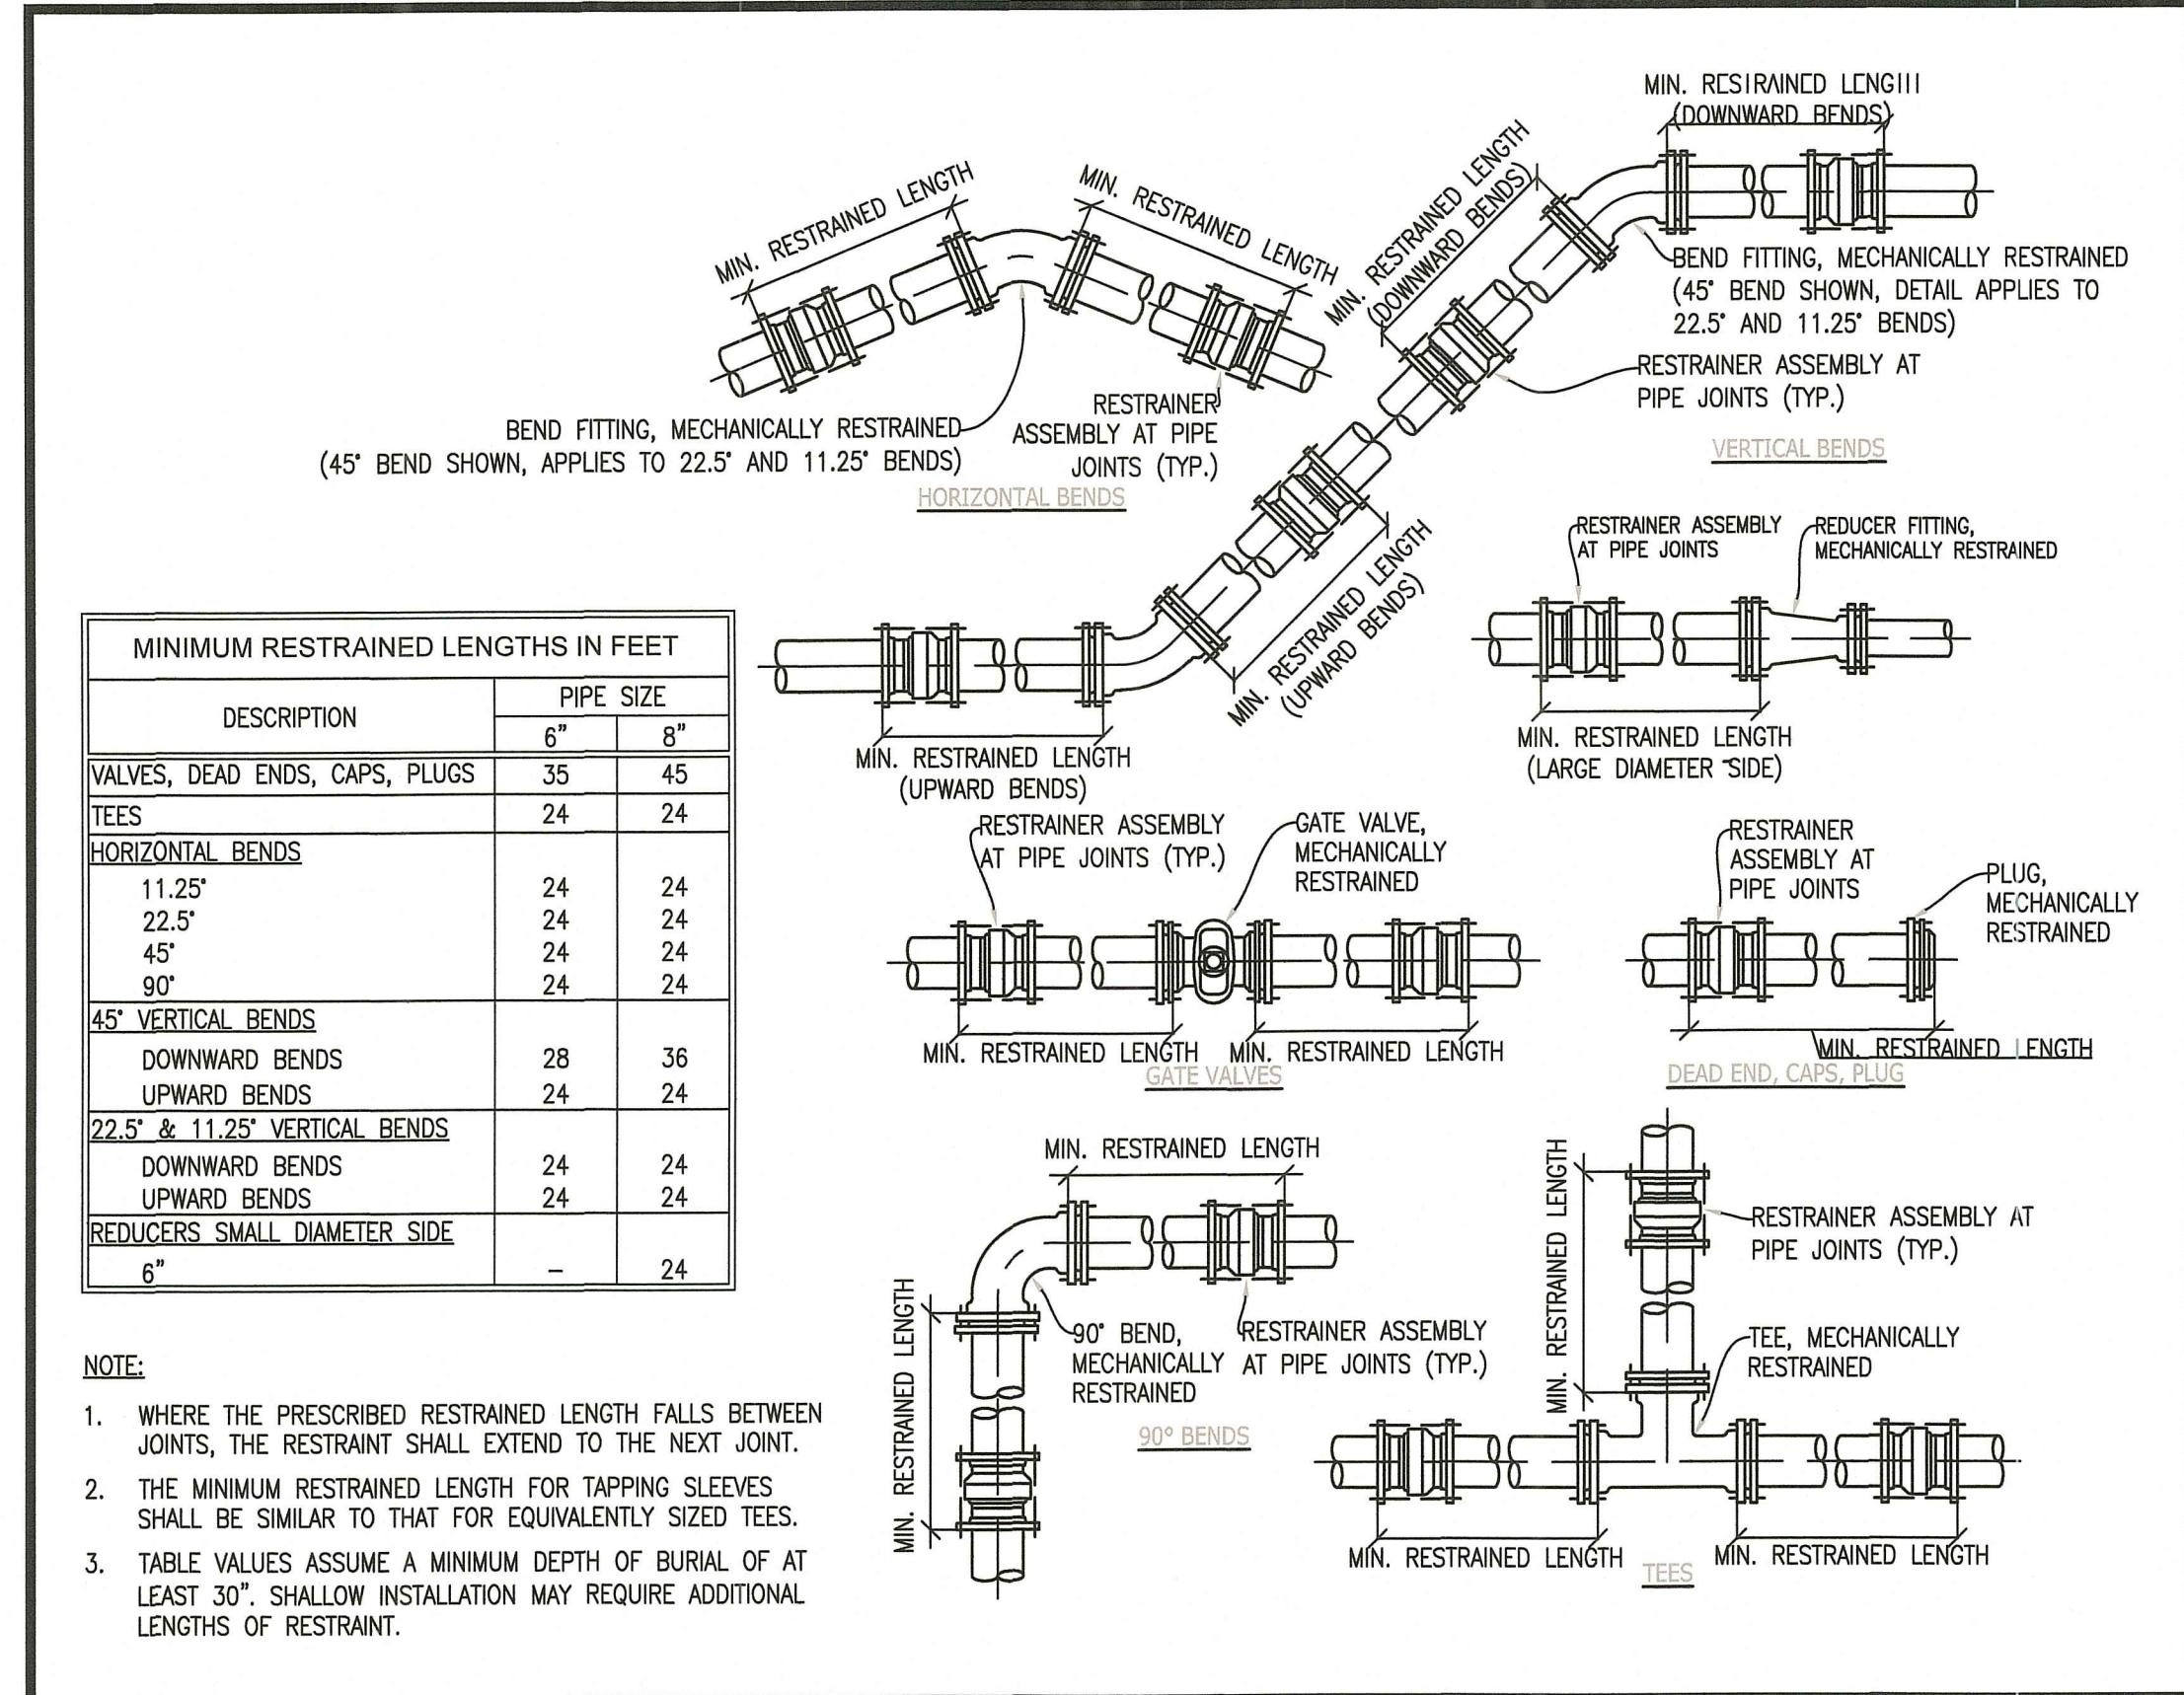 MIN. RESTRAINED LENGTH
(DOWNWARD BENDS)
MIN. RESTRAINED LENGTH
(DOWNWARD BENDS)
MIN. RESTRAINED LENGTH
MIN. RESTRAINED LENGTH
BEND FITTING, MECHANICALLY RESTRAINED
(45° BEND SHOWN, DETAIL APPLIES TO
22.5° AND 11.25° BENDS)
RESTRAINER ASSEMBLY AT
PIPE JOINTS (TYP.)
VERTICAL BENDS
BEND FITTING, MECHANICALLY RESTRAINED
(45° BEND SHOWN, APPLIES TO 22.5° AND 11.25° BENDS)
RESTRAINER
ASSEMBLY AT PIPE
JOINTS (TYP.)
HORIZONTAL BENDS
RESTRAINER ASSEMBLY
AT PIPE JOINTS
REDUCER FITTING,
MECHANICALLY RESTRAINED
MIN. RESTRAINED LENGTH
(UPWARD BENDS)
MIN. RESTRAINED LENGTH
(UPWARD BENDS)
MIN. RESTRAINED LENGTH
(LARGE DIAMETER SIDE)
MINIMUM RESTRAINED LENGTHS IN FEET
DESCRIPTION PIPE SIZE
6" 8"
VALVES, DEAD ENDS, CAPS, PLUGS 35 45
TEES 24 24
HORIZONTAL BENDS
11.25° 24 24
22.5° 24 24
45° 24 24
90° 24 24
45° VERTICAL BENDS
DOWNWARD BENDS 28 36
UPWARD BENDS 24 24
22.5° & 11.25° VERTICAL BENDS
DOWNWARD BENDS 24 24
UPWARD BENDS 24 24
REDUCERS SMALL DIAMETER SIDE
6" – 24
RESTRAINER ASSEMBLY
AT PIPE JOINTS (TYP.)
GATE VALVE,
MECHANICALLY
RESTRAINED
MIN. RESTRAINED LENGTH MIN. RESTRAINED LENGTH
GATE VALVES
RESTRAINER
ASSEMBLY AT
PIPE JOINTS
PLUG,
MECHANICALLY
RESTRAINED
MIN. RESTRAINED LENGTH
DEAD END, CAPS, PLUG
MIN. RESTRAINED LENGTH
MIN. RESTRAINED LENGTH
90° BEND,
MECHANICALLY
RESTRAINED
RESTRAINER ASSEMBLY
AT PIPE JOINTS (TYP.)
90° BENDS
MIN. RESTRAINED LENGTH
RESTRAINER ASSEMBLY AT
PIPE JOINTS (TYP.)
TEE, MECHANICALLY
RESTRAINED
MIN. RESTRAINED LENGTH MIN. RESTRAINED LENGTH
TEES
NOTE:
1. WHERE THE PRESCRIBED RESTRAINED LENGTH FALLS BETWEEN
JOINTS, THE RESTRAINT SHALL EXTEND TO THE NEXT JOINT.
2. THE MINIMUM RESTRAINED LENGTH FOR TAPPING SLEEVES
SHALL BE SIMILAR TO THAT FOR EQUIVALENTLY SIZED TEES.
3. TABLE VALUES ASSUME A MINIMUM DEPTH OF BURIAL OF AT
LEAST 30". SHALLOW INSTALLATION MAY REQUIRE ADDITIONAL
LENGTHS OF RESTRAINT.